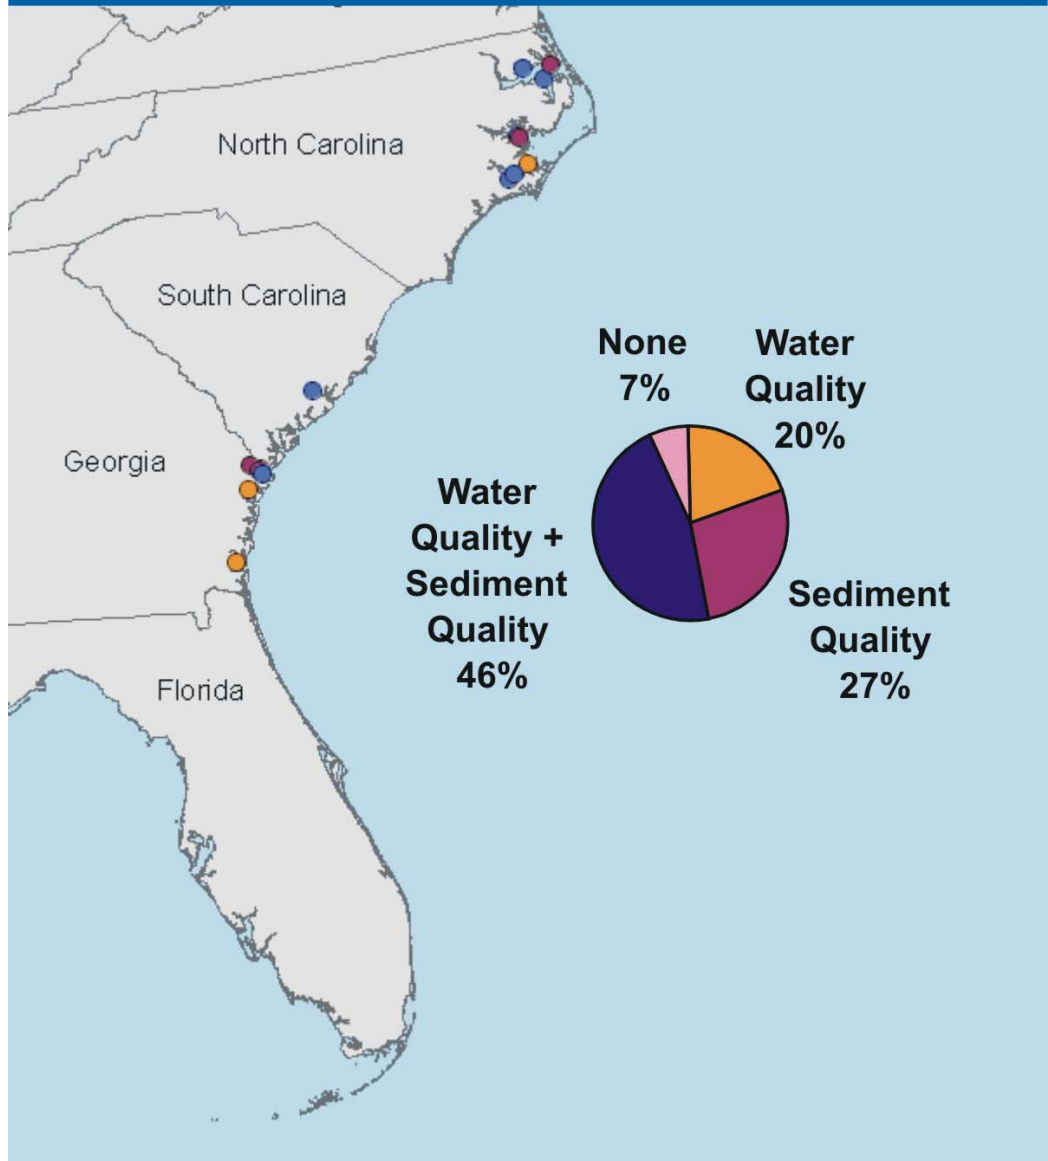 North Carolina
South Carolina
Georgia
Florida
None
7%
Water
Quality
20%
Water
Quality +
Sediment
Quality
46%
Sediment
Quality
27%